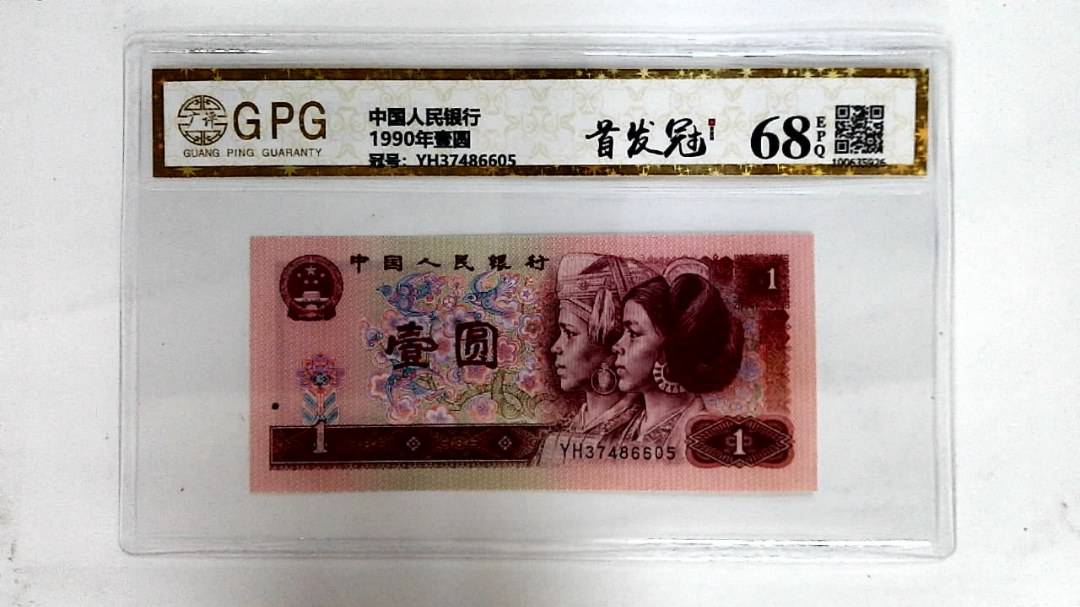 GPG
GUANG PING GUARANTY
中国人民银行
1990年壹圆
冠号：YH37486605
首发冠
68 EPQ
100635926
中国人民银行
1
壹圆
1
YH37486605
1